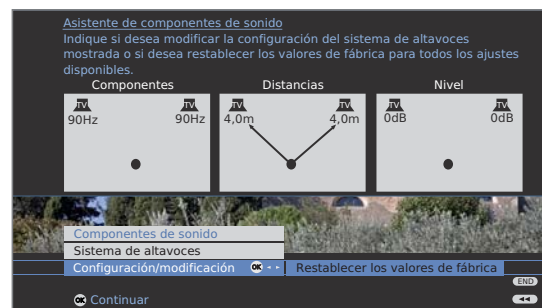 Asistente de componentes de sonido
Indique si desea modificar la configuración del sistema de altavoces
mostrada o si desea restablecer los valores de fábrica para todos los ajustes
disponibles.
Componentes Distancias Nivel
TV TV TV TV TV TV
90Hz 90Hz 4,0m 4,0m 0dB 0dB
Componentes de sonido
Sistema de altavoces
Configuración/modificación OK Restablecer los valores de fábrica
END
OK Continuar